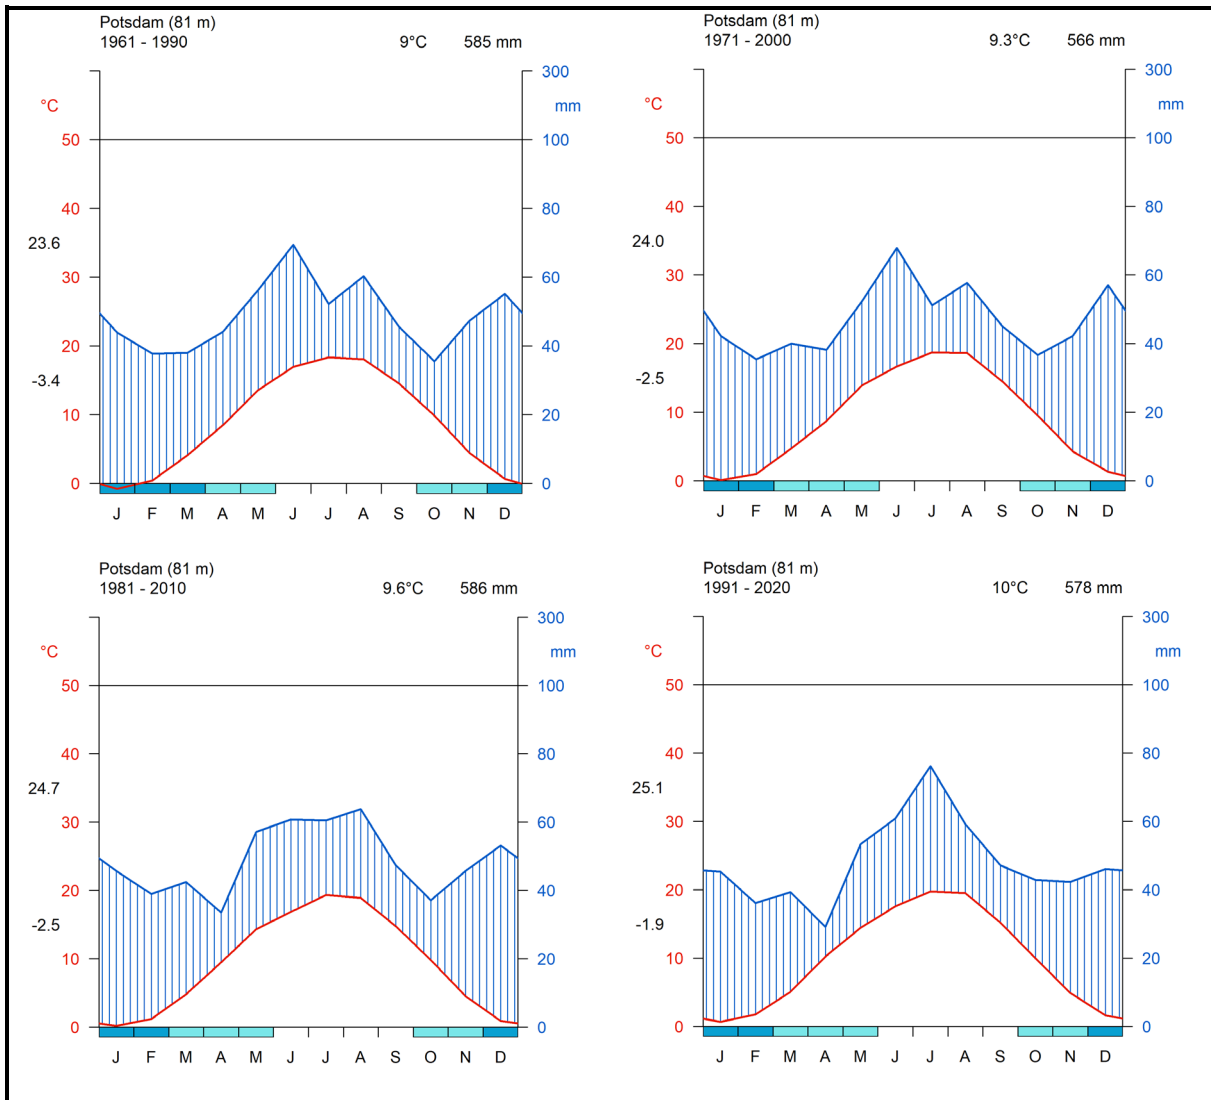 Potsdam (81 m)
1961 - 1990 9°C 585 mm
300
°C mm
50 100
40 80
23.6
30 60
20 40
-3.4
10 20
0 0
J F M A M J J A S O N D
Potsdam (81 m)
1971 - 2000 9.3°C 566 mm
300
°C mm
50 100
40 80
24.0
30 60
20 40
-2.5
10 20
0 0
J F M A M J J A S O N D
Potsdam (81 m)
1981 - 2010 9.6°C 586 mm
300
°C mm
50 100
40 80
24.7
30 60
20 40
-2.5
10 20
0 0
J F M A M J J A S O N D
Potsdam (81 m)
1991 - 2020 10°C 578 mm
300
°C mm
50 100
40 80
25.1
30 60
20 40
-1.9
10 20
0 0
J F M A M J J A S O N D